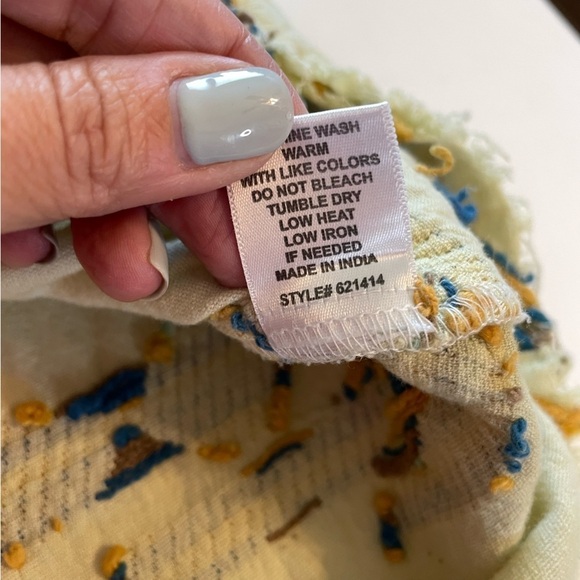 WASH
WARM
WITH LIKE COLORS
DO NOT BLEACH
TUMBLE DRY
LOW HEAT
LOW IRON
IF NEEDED
MADE IN INDIA
STYLE# 621414